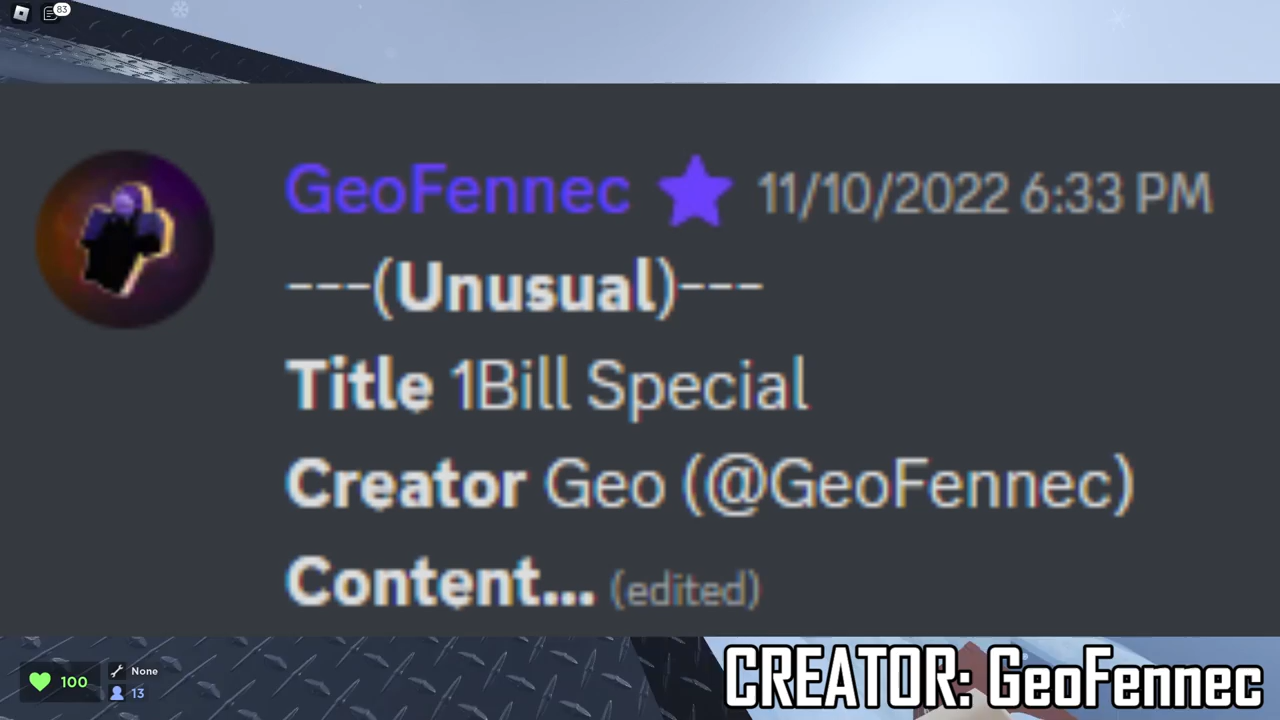 83
GeoFennec 11/10/2022 6:33 PM
---(Unusual)---
Title 1Bill Special
Creator Geo (@GeoFennec)
Content... (edited)
100
None
13
CREATOR: GeoFennec